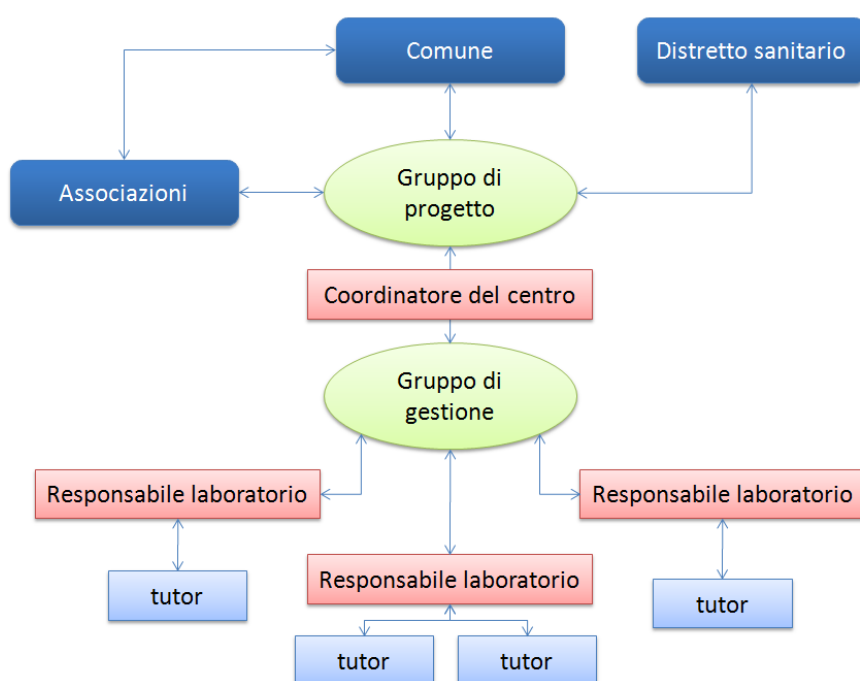 Comune
Distretto sanitario
Associazioni
Gruppo di
progetto
Coordinatore del centro
Gruppo di
gestione
Responsabile laboratorio
Responsabile laboratorio
Responsabile laboratorio
tutor
tutor
tutor
tutor